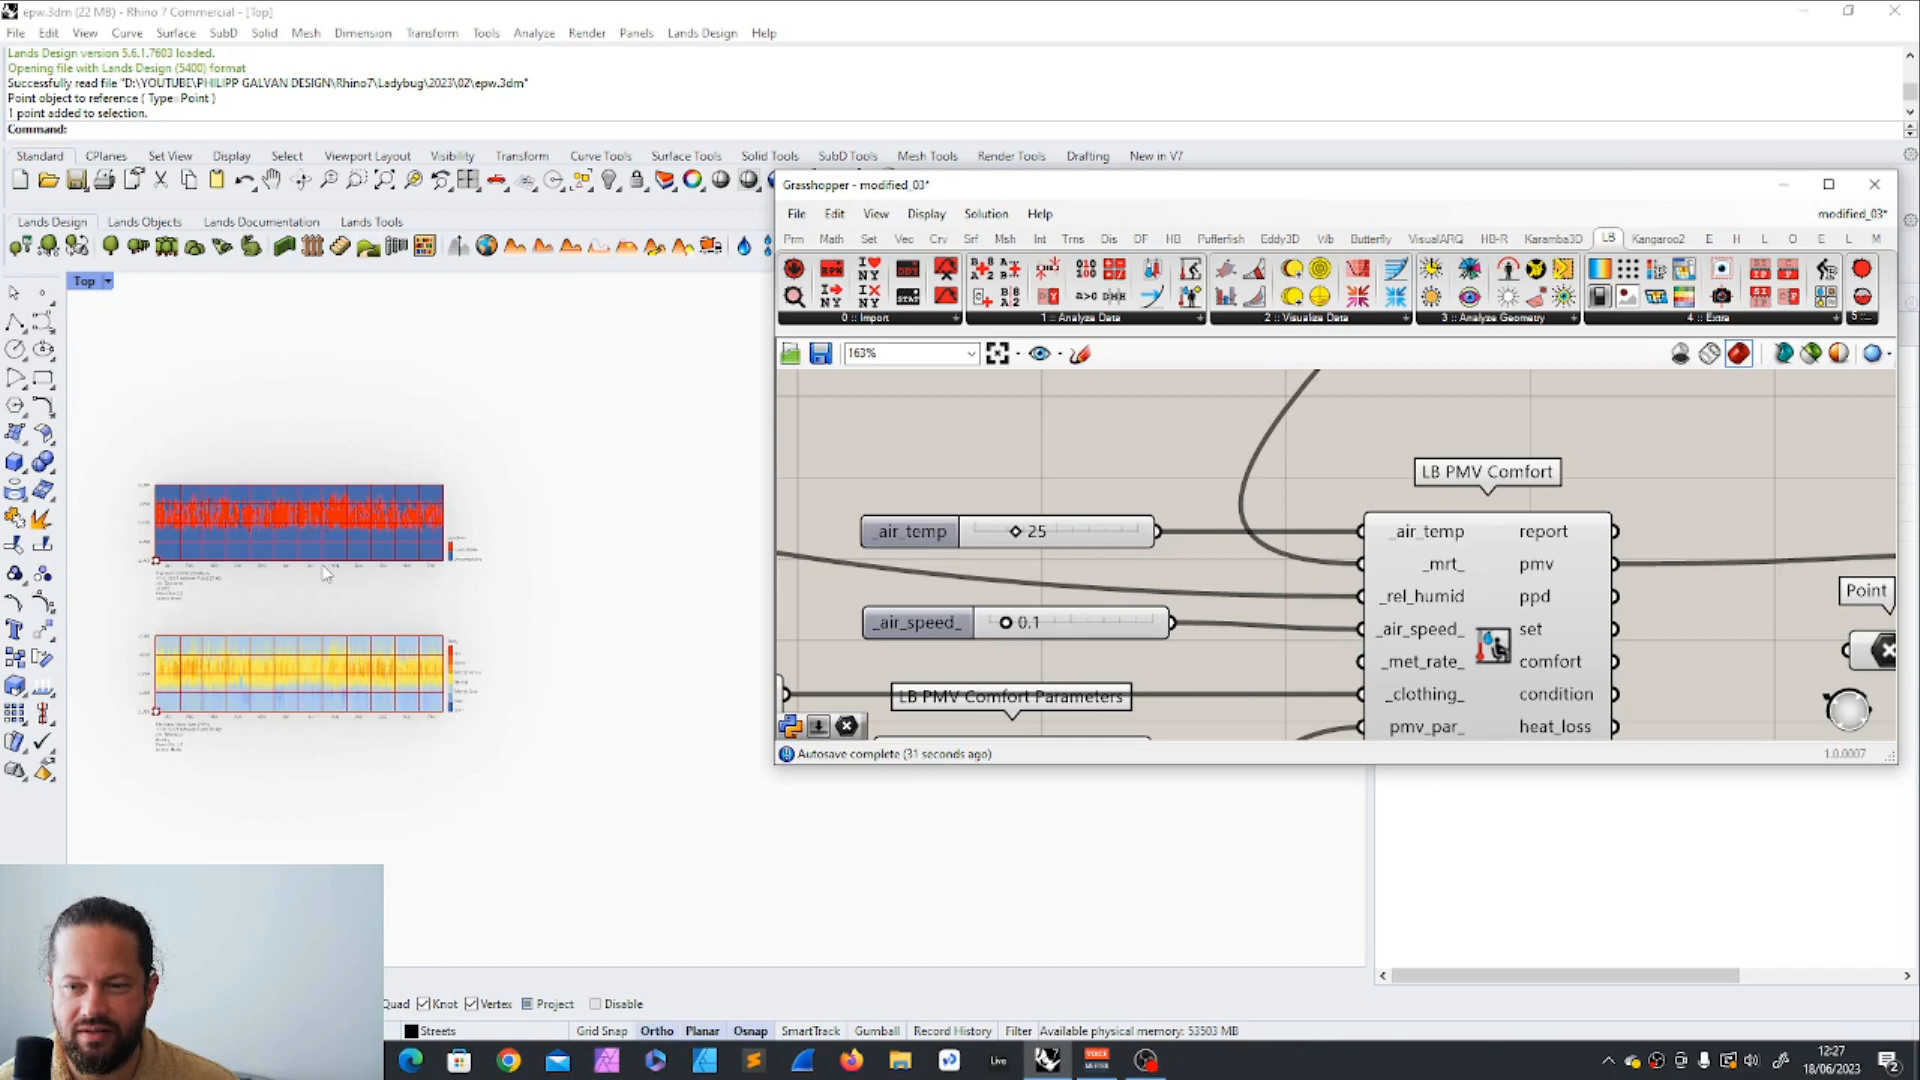 epw.3dm (22 MB) - Rhino 7 Commercial - [Top]
File Edit View Curve Surface SubD Solid Mesh Dimension Transform Tools Analyze Render Panels Lands Design Help
Lands Design version 5.6.1.7603 loaded.
Opening file with Lands Design (5400) format
Successfully read file "D:\YOUTUBE\PHILIPP GALVAN DESIGN\Rhino7\Ladybug\2023\02\epw.3dm"
Point object to reference ( Type=Point )
1 point added to selection.
Command:
Standard CPlanes Set View Display Select Viewport Layout Visibility Transform Curve Tools Surface Tools Solid Tools SubD Tools Mesh Tools Render Tools Drafting New in V7
Lands Design Lands Objects Lands Documentation Lands Tools
Top
Grasshopper - modified_03*
File Edit View Display Solution Help modified_03*
Prm Math Set Vec Crv Srf Msh Int Trns Dis DF HB Pufferfish Eddy3D Wb Butterfly VisualARQ HB-R Karamba3D LB Kangaroo2 E H L O E L M
0 :: Import 1 :: Analyze Data 2 :: Visualize Data 3 :: Analyze Geometry 4 :: Extra 5 ::...
163%
LB PMV Comfort
_air_temp 25
_air_temp report
_mrt_ pmv
_rel_humid ppd
_air_speed_ 0.1
_air_speed_ set
_met_rate_ comfort
_clothing_ condition
pmv_par_ heat_loss
LB PMV Comfort Parameters
Point
Autosave complete (31 seconds ago) 1.0.0007
Quad Knot Vertex Project Disable
Streets Grid Snap Ortho Planar Osnap SmartTrack Gumball Record History Filter Available physical memory: 53503 MB
Live
12:27
18/06/2023
2